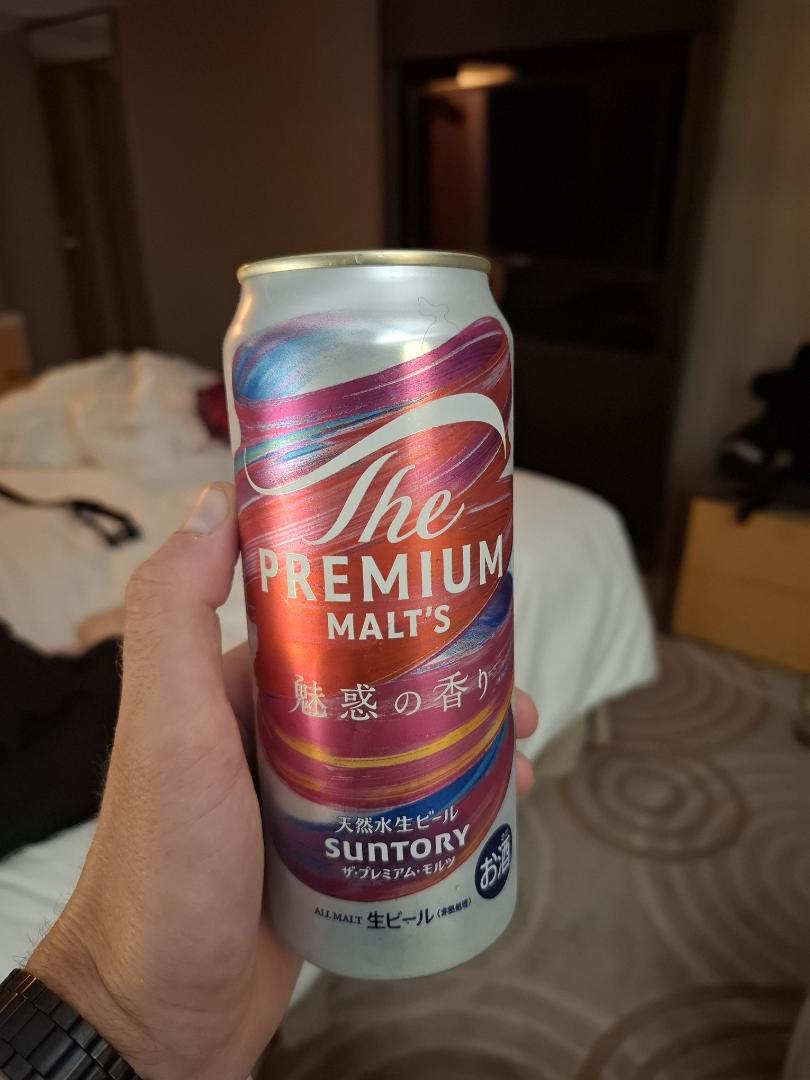 The
PREMIUM
MALT'S
魅惑の香り
天然水生ビール
SUNTORY
ザ・プレミアム・モルツ
お酒
ALL MALT 生ビール (非熱処理)